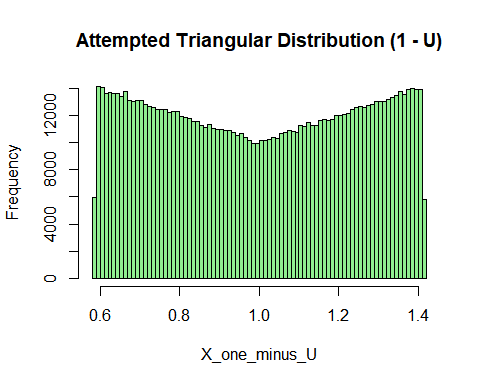 Attempted Triangular Distribution (1 - U)
Frequency
12000
8000
4000
0
0.6 0.8 1.0 1.2 1.4
X_one_minus_U